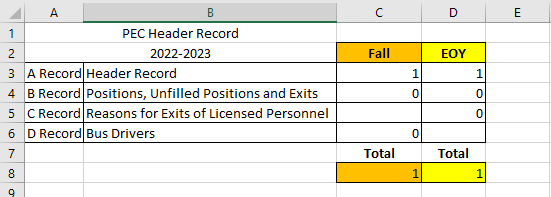 A B C D E
1 PEC Header Record
2 2022-2023 Fall EOY
3 A Record Header Record 1 1
4 B Record Positions, Unfilled Positions and Exits 0 0
5 C Record Reasons for Exits of Licensed Personnel 0
6 D Record Bus Drivers 0
7 Total Total
8 1 1
9